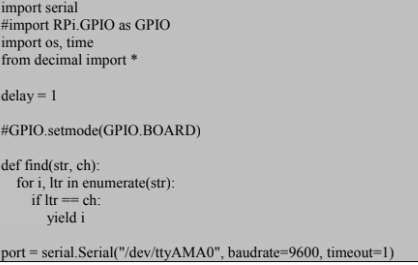 import serial
#import RPi.GPIO as GPIO
import os, time
from decimal import *
delay = 1
#GPIO.setmode(GPIO.BOARD)
def find(str, ch):
for i, ltr in enumerate(str):
if ltr == ch:
yield i
port = serial.Serial("/dev/ttyAMA0", baudrate=9600, timeout=1)